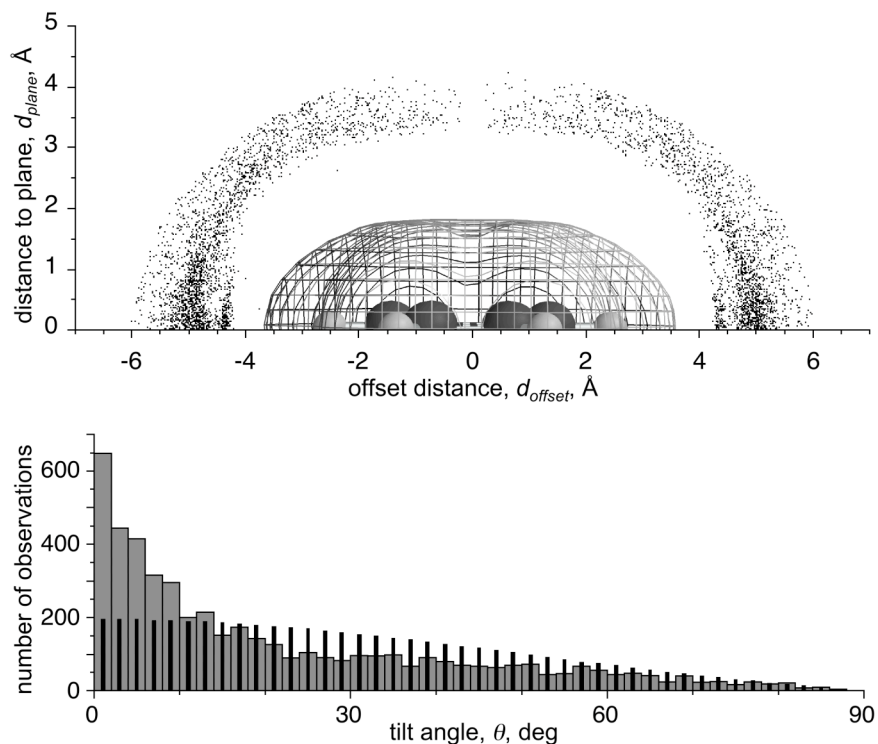 5
4
3
2
1
0
distance to plane, d_plane, Å
-6 -4 -2 0 2 4 6
offset distance, d_offset, Å
600
400
200
0
number of observations
0 30 60 90
tilt angle, θ, deg